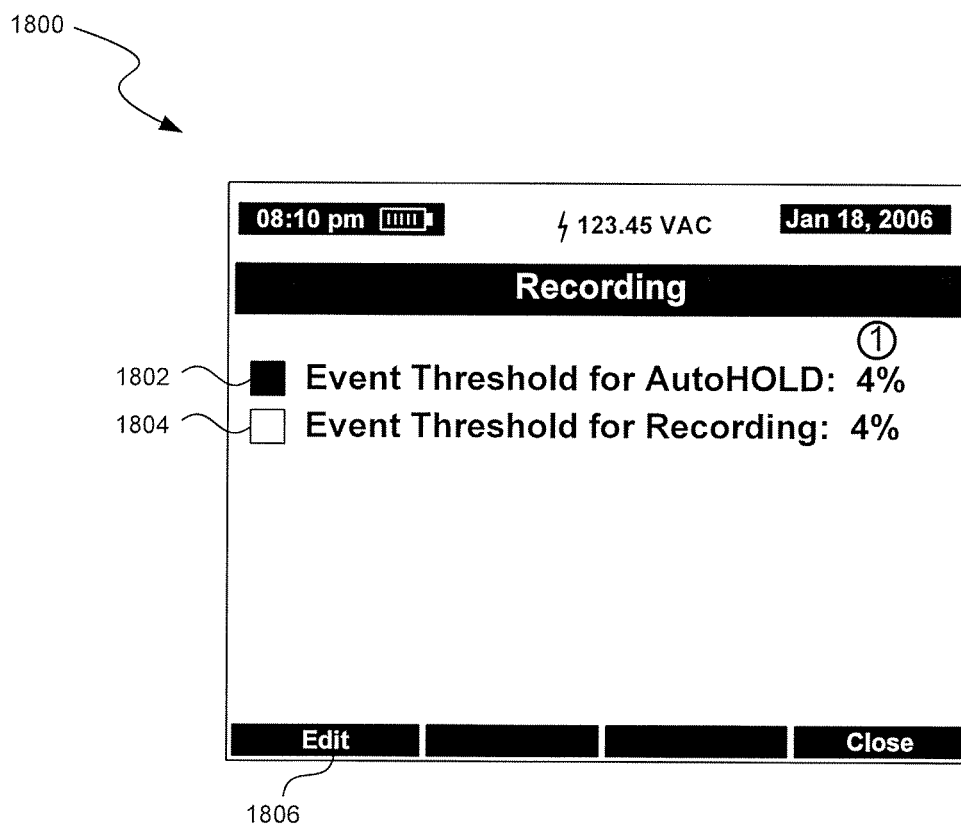 1800
08:10 pm 123.45 VAC Jan 18, 2006
Recording
1
1802 Event Threshold for AutoHOLD: 4%
1804 Event Threshold for Recording: 4%
Edit Close
1806